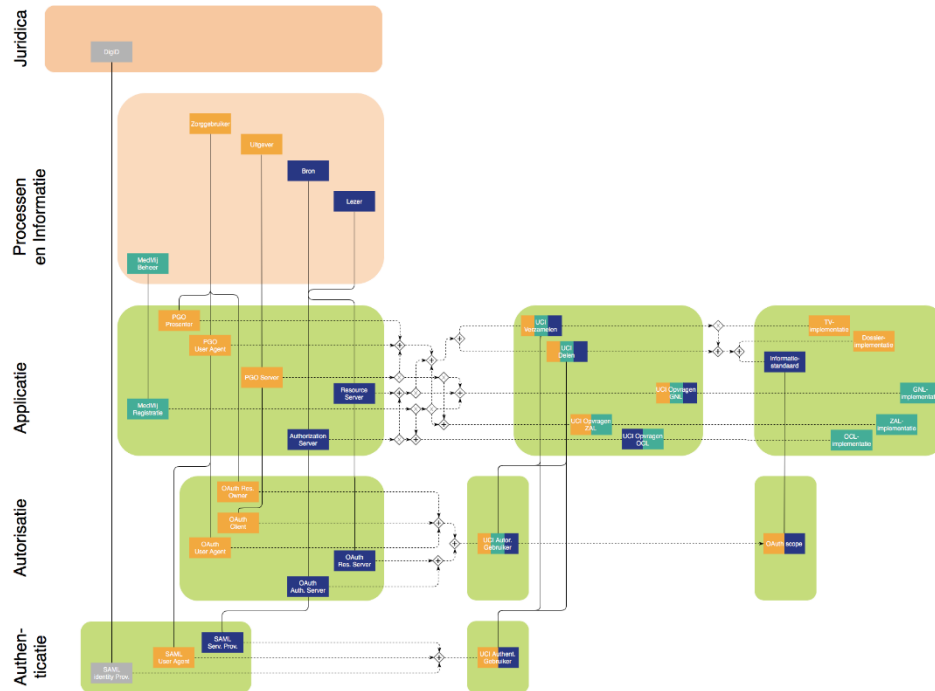 Juridica
DigiD
Processen
en Informatie
Zorggebruiker
Uitgever
Bron
Lezer
MedMij
Beheer
Applicatie
PGO
Presenter
PGO
User Agent
PGO Server
Resource
Server
MedMij
Registratie
Authorization
Server
UCI
Verzamelen
UCI
Delen
UCI Opvragen
GNL
UCI Opvragen
ZAL
UCI Opvragen
OCL
TV-
implementatie
Dossier-
implementatie
Informatie-
standaard
GNL-
implementatie
ZAL-
implementatie
OCL-
implementatie
Autorisatie
OAuth Res.
Owner
OAuth
Client
OAuth
User Agent
OAuth
Res. Server
OAuth
Auth. Server
UCI Autor.
Gebruiker
OAuth scope
Authen-
ticatie
SAML
Serv. Prov.
SAML
User Agent
SAML
Identity Prov.
UCI Authent.
Gebruiker